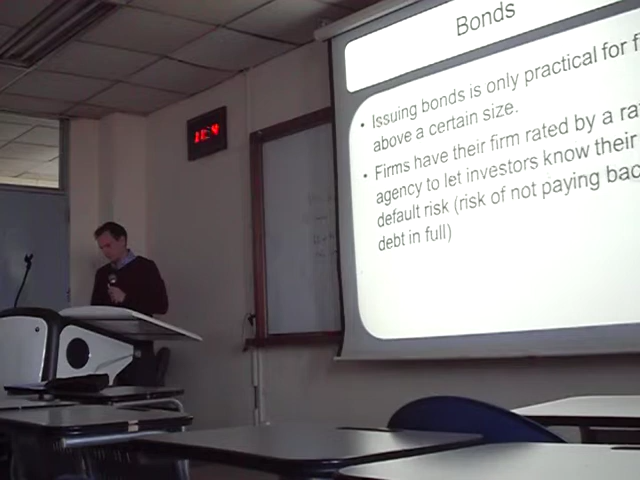 Bonds
• Issuing bonds is only practical for f
above a certain size.
• Firms have their firm rated by a ra
agency to let investors know their
default risk (risk of not paying bac
debt in full)